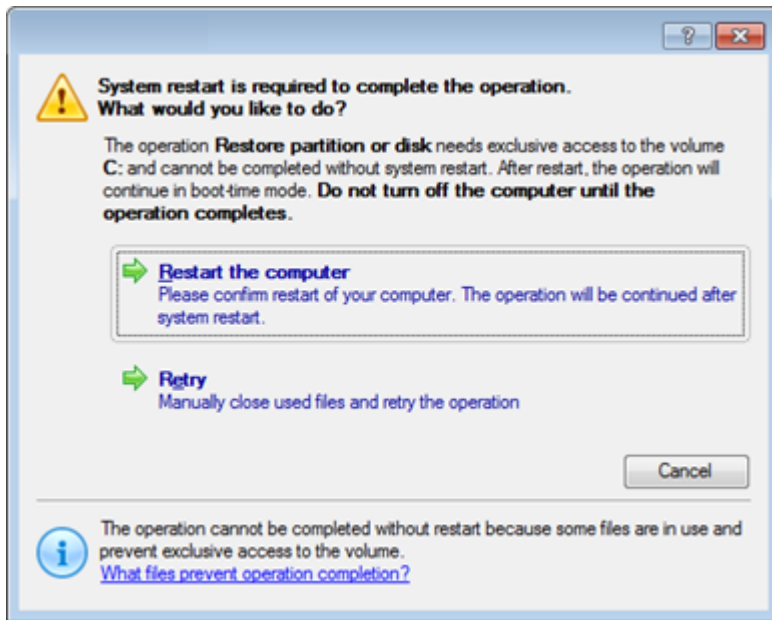 System restart is required to complete the operation.
What would you like to do?
The operation Restore partition or disk needs exclusive access to the volume
C: and cannot be completed without system restart. After restart, the operation will
continue in boot-time mode. Do not turn off the computer until the
operation completes.
Restart the computer
Please confirm restart of your computer. The operation will be continued after
system restart.
Retry
Manually close used files and retry the operation
Cancel
The operation cannot be completed without restart because some files are in use and
prevent exclusive access to the volume.
What files prevent operation completion?